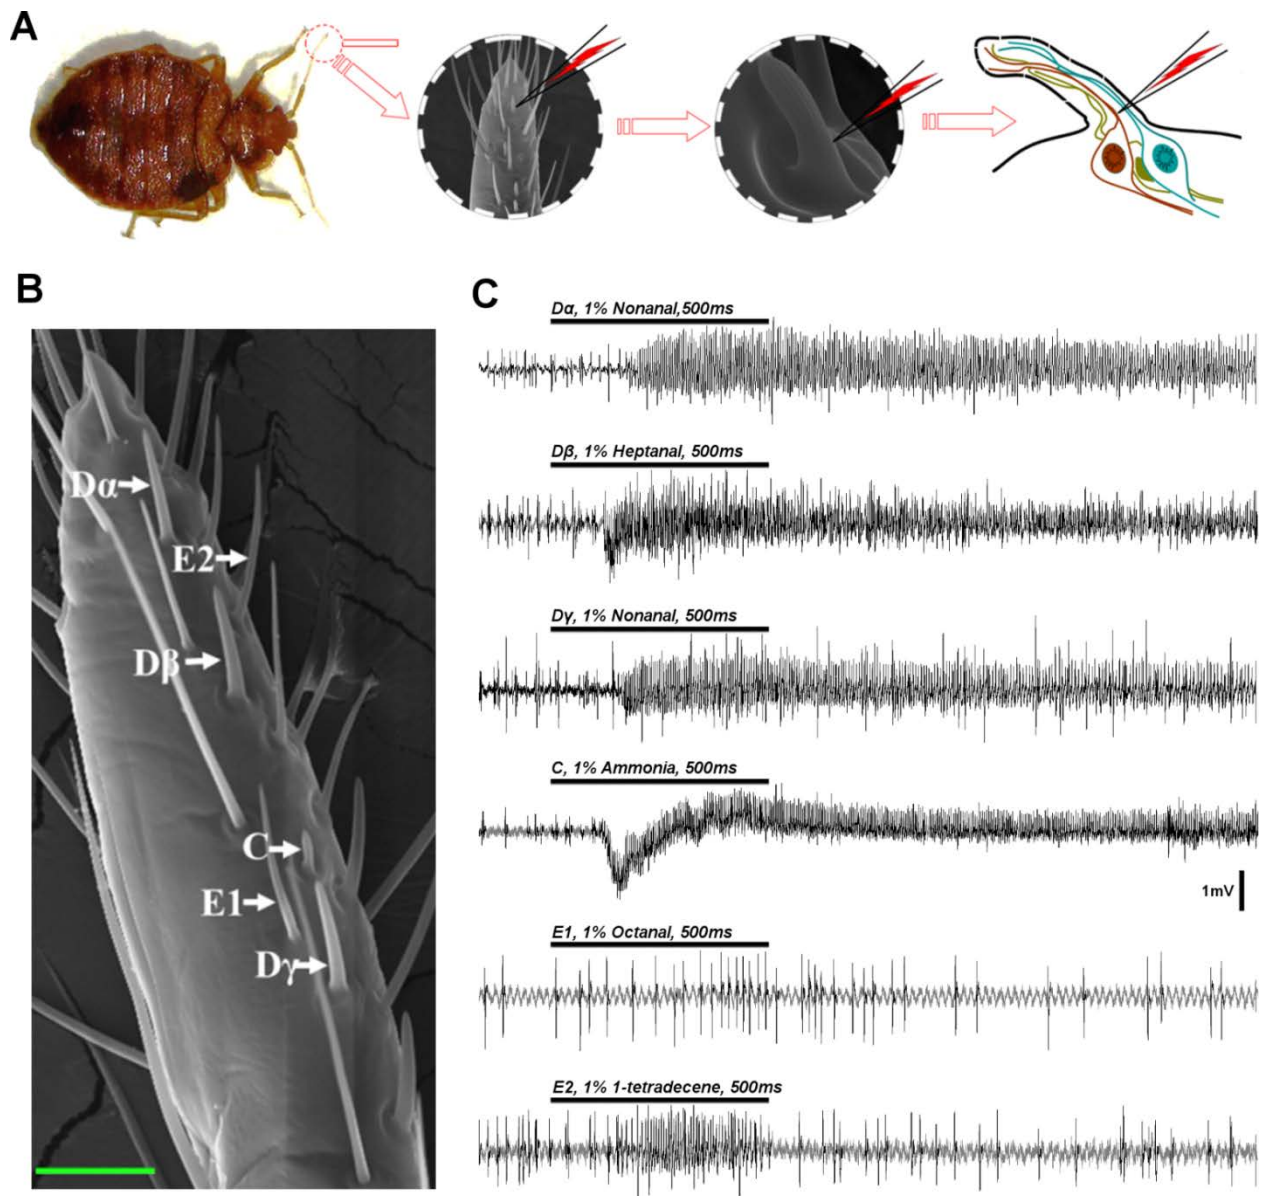 A
B
Dα
E2
Dβ
C
E1
Dγ
C
Dα, 1% Nonanal,500ms
Dβ, 1% Heptanal, 500ms
Dγ, 1% Nonanal, 500ms
C, 1% Ammonia, 500ms
1mV
E1, 1% Octanal, 500ms
E2, 1% 1-tetradecene, 500ms